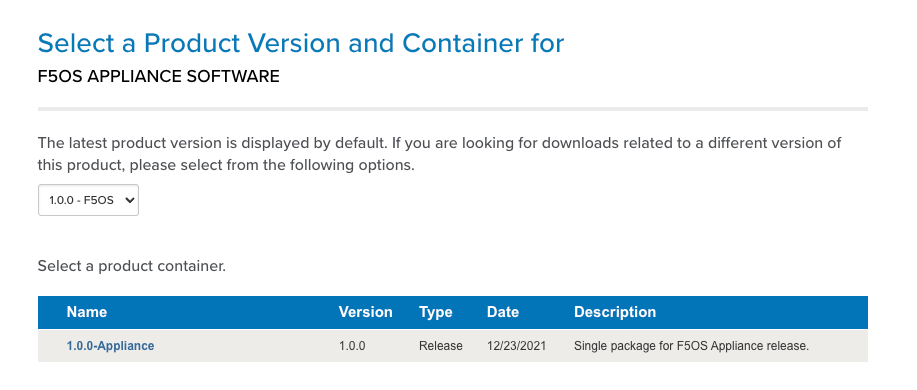 Select a Product Version and Container for
F5OS APPLIANCE SOFTWARE
The latest product version is displayed by default. If you are looking for downloads related to a different version of
this product, please select from the following options.
1.0.0 - F5OS
Select a product container.
Name Version Type Date Description
1.0.0-Appliance 1.0.0 Release 12/23/2021 Single package for F5OS Appliance release.